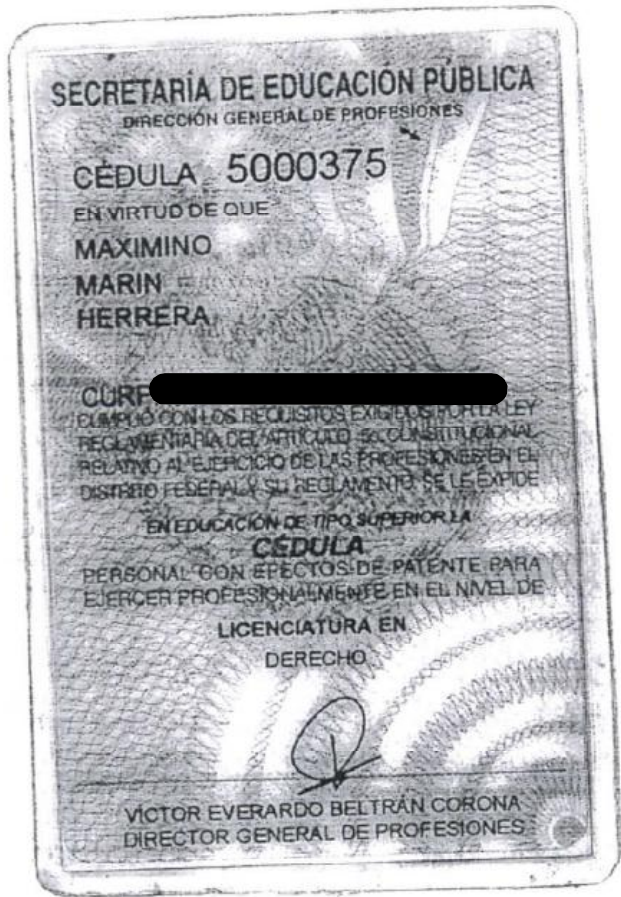 SECRETARÍA DE EDUCACIÓN PÚBLICA
DIRECCIÓN GENERAL DE PROFESIONES
CÉDULA 5000375
EN VIRTUD DE QUE
MAXIMINO
MARIN
HERRERA
CURP
CUMPLIÓ CON LOS REQUISITOS EXIGIDOS POR LA LEY
REGLAMENTARIA DEL ARTÍCULO 5o. CONSTITUCIONAL
RELATIVO AL EJERCICIO DE LAS PROFESIONES EN EL
DISTRITO FEDERAL Y SU REGLAMENTO, SE LE EXPIDE
EN EDUCACIÓN DE TIPO SUPERIOR LA
CÉDULA
PERSONAL CON EFECTOS DE PATENTE PARA
EJERCER PROFESIONALMENTE EN EL NIVEL DE
LICENCIATURA EN
DERECHO
VÍCTOR EVERARDO BELTRÁN CORONA
DIRECTOR GENERAL DE PROFESIONES